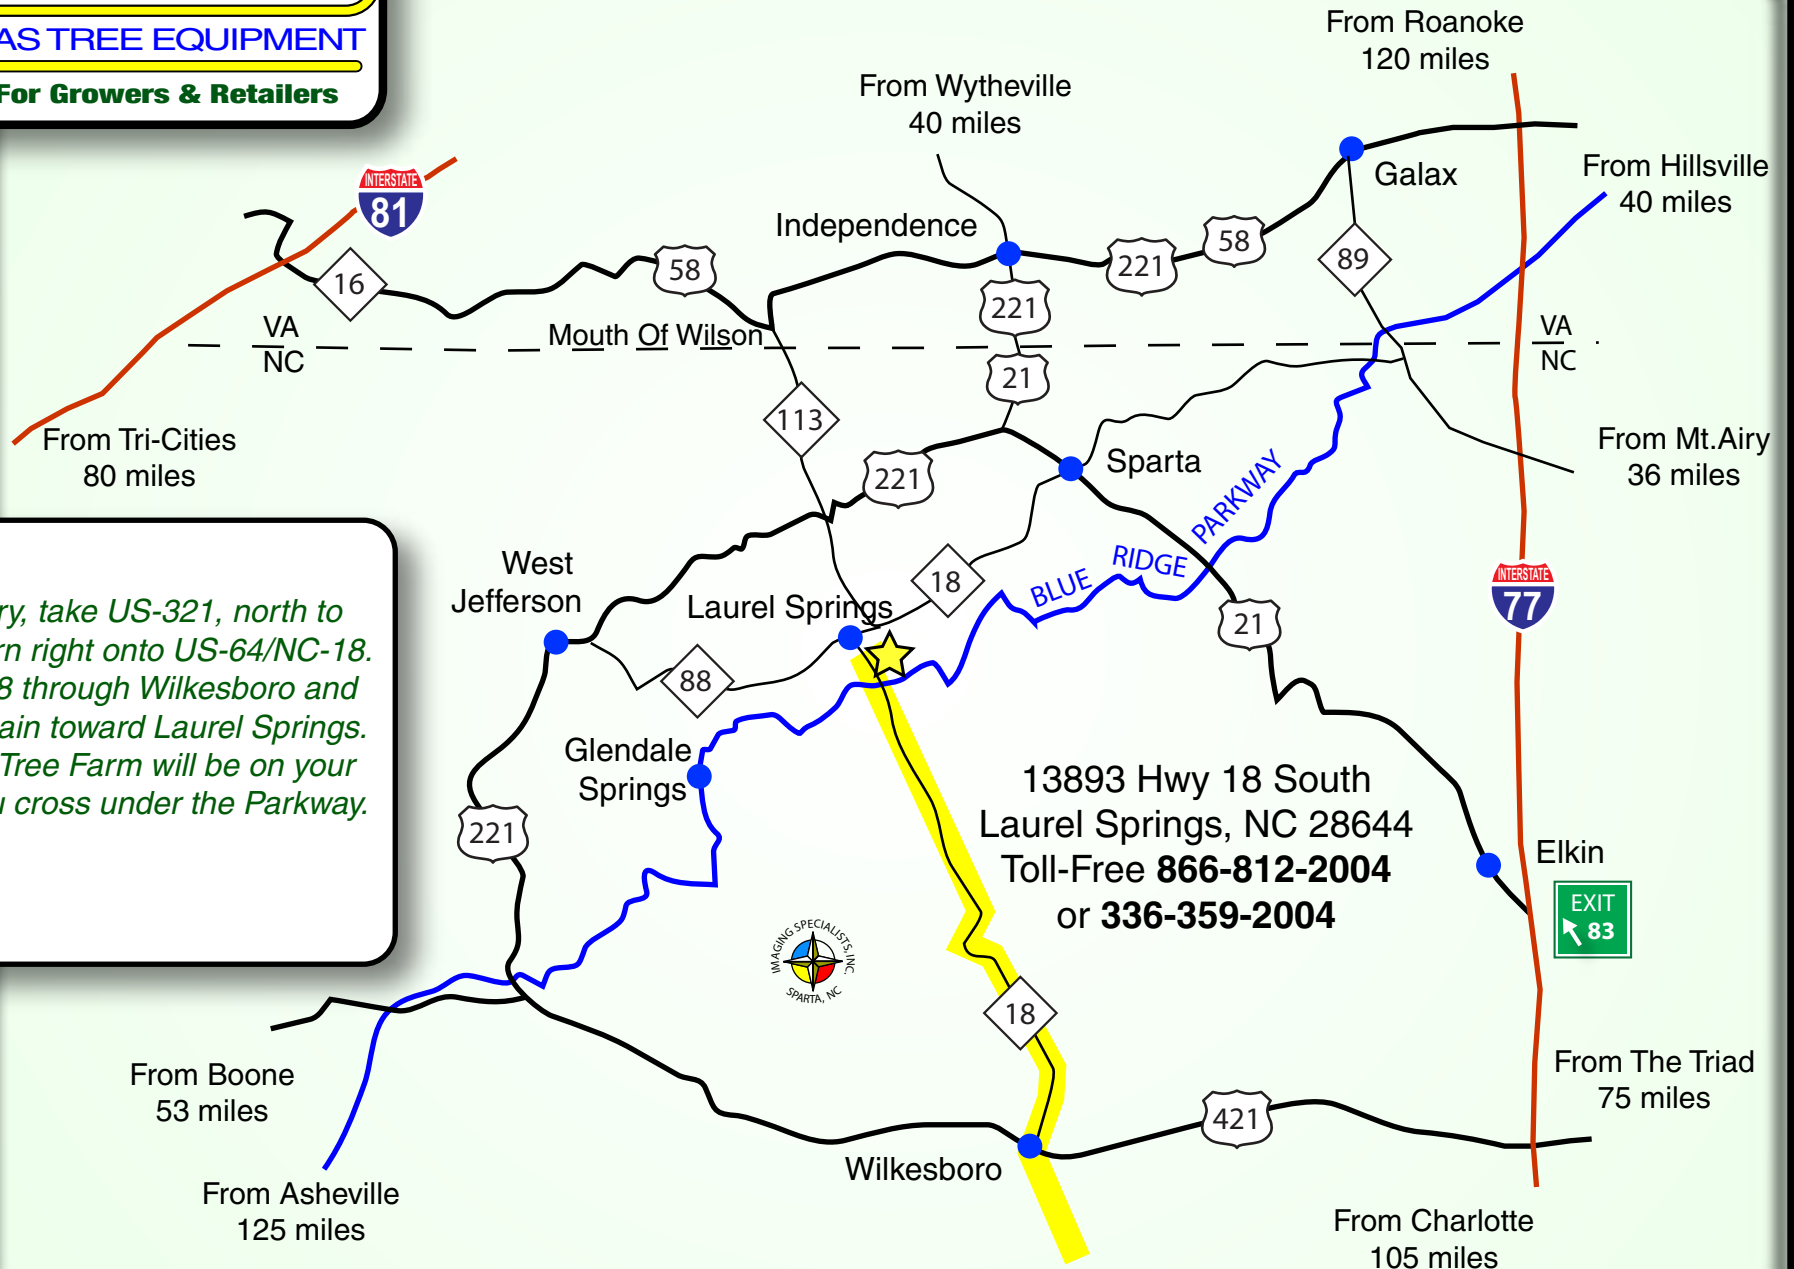 AS TREE EQUIPMENT
For Growers & Retailers
From Roanoke
120 miles
From Wytheville
40 miles
From Hillsville
40 miles
Galax
Independence
INTERSTATE
81
16
58
221
58
89
221
VA
NC
Mouth Of Wilson
VA
NC
21
113
From Tri-Cities
80 miles
From Mt.Airy
36 miles
Sparta
221
BLUE RIDGE PARKWAY
18
West
Jefferson
Laurel Springs
INTERSTATE
77
21
88
ry, take US-321, north to
rn right onto US-64/NC-18.
8 through Wilkesboro and
ain toward Laurel Springs.
Tree Farm will be on your
u cross under the Parkway.
Glendale
Springs
221
13893 Hwy 18 South
Laurel Springs, NC 28644
Toll-Free 866-812-2004
or 336-359-2004
Elkin
EXIT
83
IMAGING SPECIALISTS, INC.
SPARTA, NC
18
From Boone
53 miles
From The Triad
75 miles
421
Wilkesboro
From Asheville
125 miles
From Charlotte
105 miles